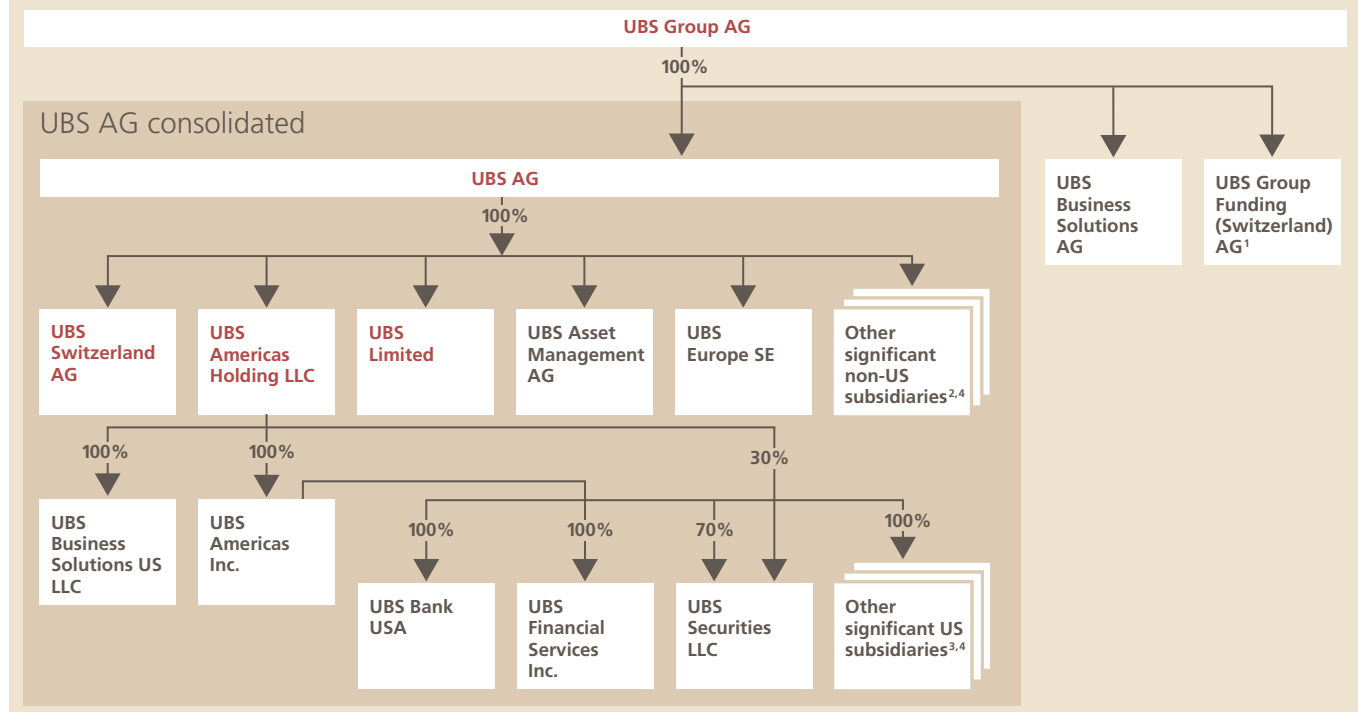 UBS Group AG
100%
UBS AG consolidated
UBS AG
100%
UBS
Business
Solutions
AG
UBS Group
Funding
(Switzerland)
AG¹
UBS
Switzerland
AG
UBS
Americas
Holding LLC
UBS
Limited
UBS Asset
Management
AG
UBS
Europe SE
Other
significant
non-US
subsidiaries²,⁴
100%
100%
30%
UBS
Business
Solutions US
LLC
UBS
Americas
Inc.
100%
100%
70%
100%
UBS Bank
USA
UBS
Financial
Services
Inc.
UBS
Securities
LLC
Other
significant US
subsidiaries³,⁴